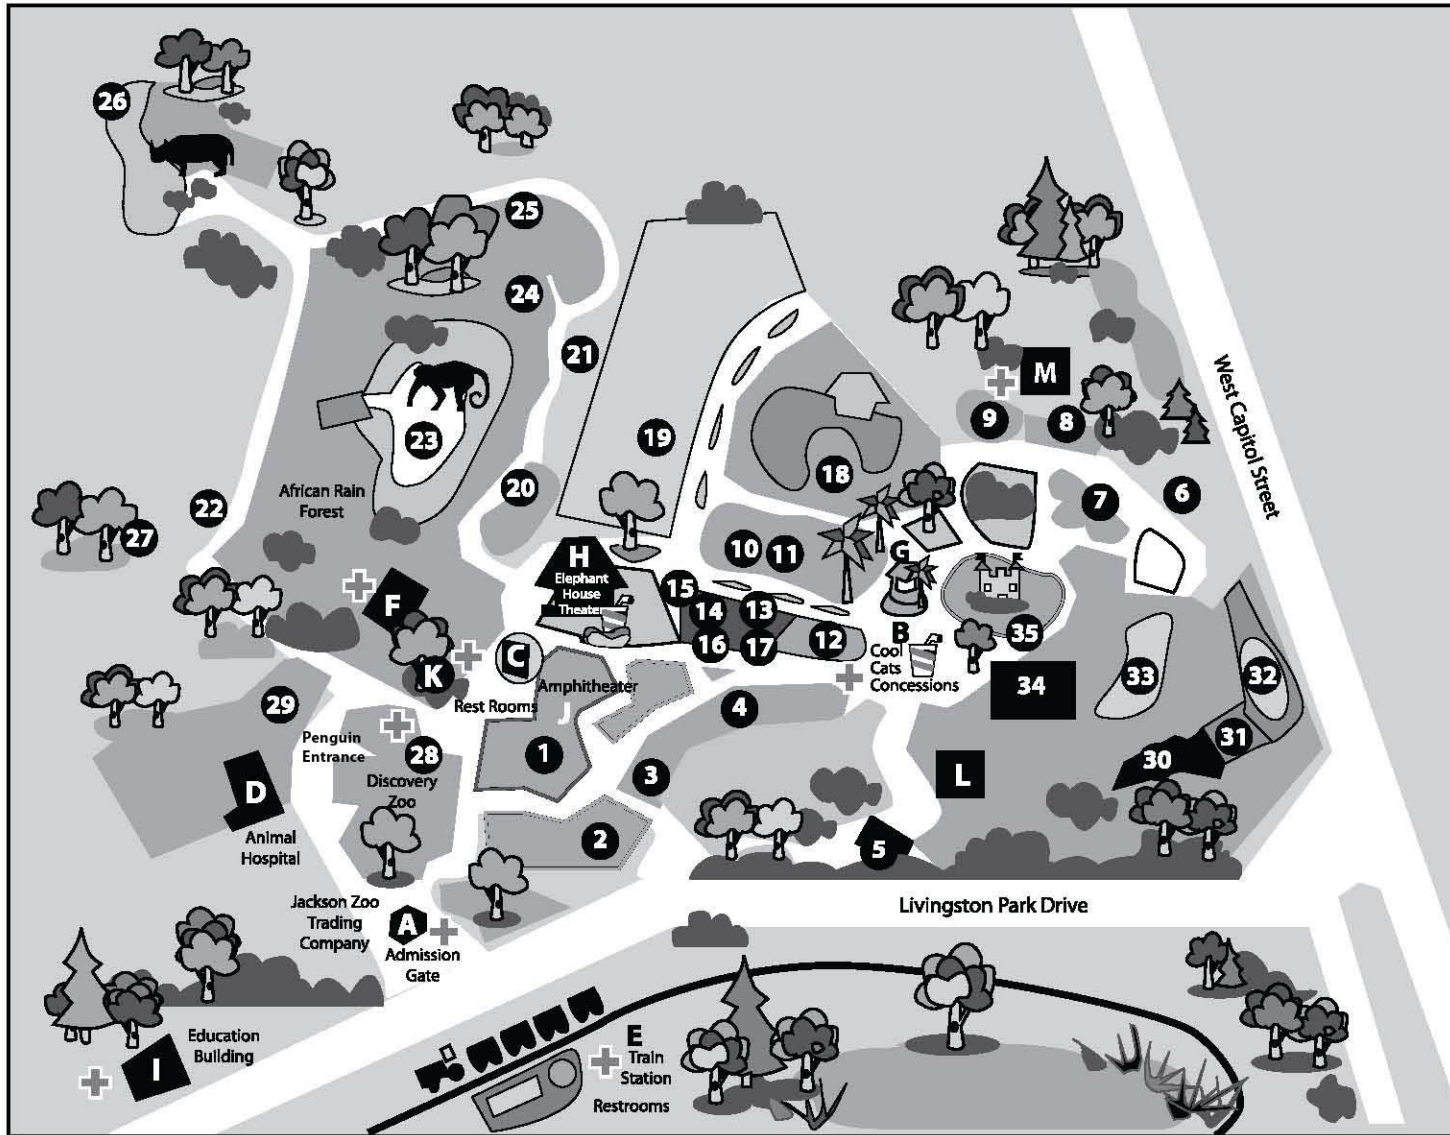 26
25
24
21
West Capitol Street
M
9
8
23
19
18
20
7
6
African Rain
Forest
22
27
10
11
G
H
Elephant
House
Theater
15
14
13
12
16
17
F
B
Cool
Cats
Concessions
35
34
33
32
31
30
K
C
Rest Rooms
Amphitheater
J
4
29
Penguin
Entrance
28
Discovery
Zoo
1
3
L
D
Animal
Hospital
2
5
Jackson Zoo
Trading
Company
A
Admission
Gate
Livingston Park Drive
Education
Building
I
E
Train
Station
Restrooms